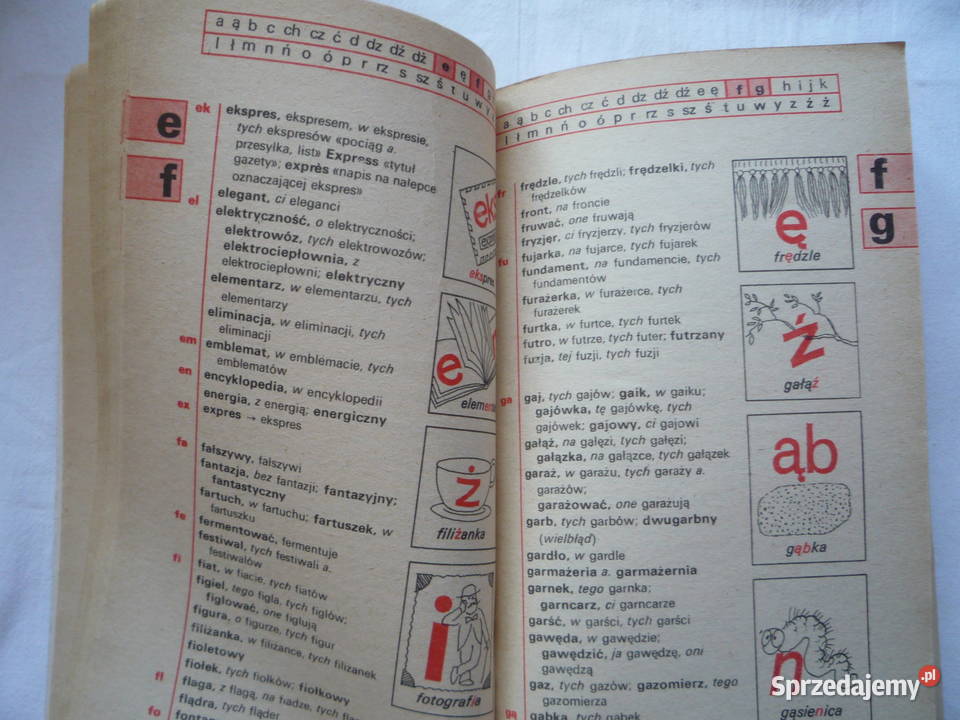 a ą b c ch cz ć d dz dź dż e ę f
l ł m n ń o ó p r rz s sz ś t u w y z
e
f
ek
ekspres, ekspresem, w ekspresie,
tych ekspresów «pociąg a.
przesyłka, list» Express «tytuł
gazety»; exprès «napis na nalepce
oznaczającej ekspres»
el
elegant, ci eleganci
elektryczność, o elektryczności;
elektrowóz, tych elektrowozów;
elektrociepłownia, z
elektrociepłowni; elektryczny
elementarz, w elementarzu, tych
elementarzy
eliminacja, w eliminacji, tych
eliminacji
em
emblemat, w emblemacie, tych
emblematów
en
encyklopedia, w encyklopedii
energia, z energią; energiczny
ex
expres → ekspres
fa
fałszywy, fałszywi
fantazja, bez fantazji; fantazyjny;
fantastyczny
fartuch, w fartuchu; fartuszek, w
fartuszku
fe
fermentować, fermentuje
festiwal, tych festiwali a.
festiwalów
fi
fiat, w fiacie, tych fiatów
figiel, tego figla, tych figlów;
figlować, one figlują
figura, o figurze, tych figur
filiżanka, w filiżance, tych filiżanek
fioletowy
fiołek, tych fiołków; fiołkowy
fl
flaga, z flagą, na fladze, tych flag
flądra, tych fląder
fo
eks
ekspres
e
elementarz
ż
filiżanka
i
fotografia
a ą b c ch cz ć d dz dź dż e ę f g h i j k
l ł m n ń o ó p r rz s sz ś t u w y z ź ż
f
g
fr
frędzle, tych frędzli; frędzelki, tych
frędzelków
front, na froncie
fruwać, one fruwają
fryzjer, ci fryzjerzy, tych fryzjerów
fu
fujarka, na fujarce, tych fujarek
fundament, na fundamencie, tych
fundamentów
furażerka, w furażerce, tych
furażerek
furtka, w furtce, tych furtek
futro, w futrze, tych futer; futrzany
fuzja, tej fuzji, tych fuzji
ga
gaj, tych gajów; gaik, w gaiku;
gajówka, tę gajówkę, tych
gajówek; gajowy, ci gajowi
gałąź, na gałęzi, tych gałęzi;
gałązka, na gałązce, tych gałązek
garaż, w garażu, tych garaży a.
garażów;
garażować, one garażują
garb, tych garbów; dwugarbny
(wielbłąd)
gardło, w gardle
garmażeria a. garmażernia
garnek, tego garnka;
garncarz, ci garncarze
garść, w garści, tych garści
gawęda, w gawędzie;
gawędzić, ja gawędzę, oni
gawędzą
gaz, tych gazów; gazomierz, tego
gazomierza
gą
gąbka, tych gąbek
ę
frędzle
ź
gałąź
ąb
gąbka
n
gąsienica
Sprzedajemy.pl